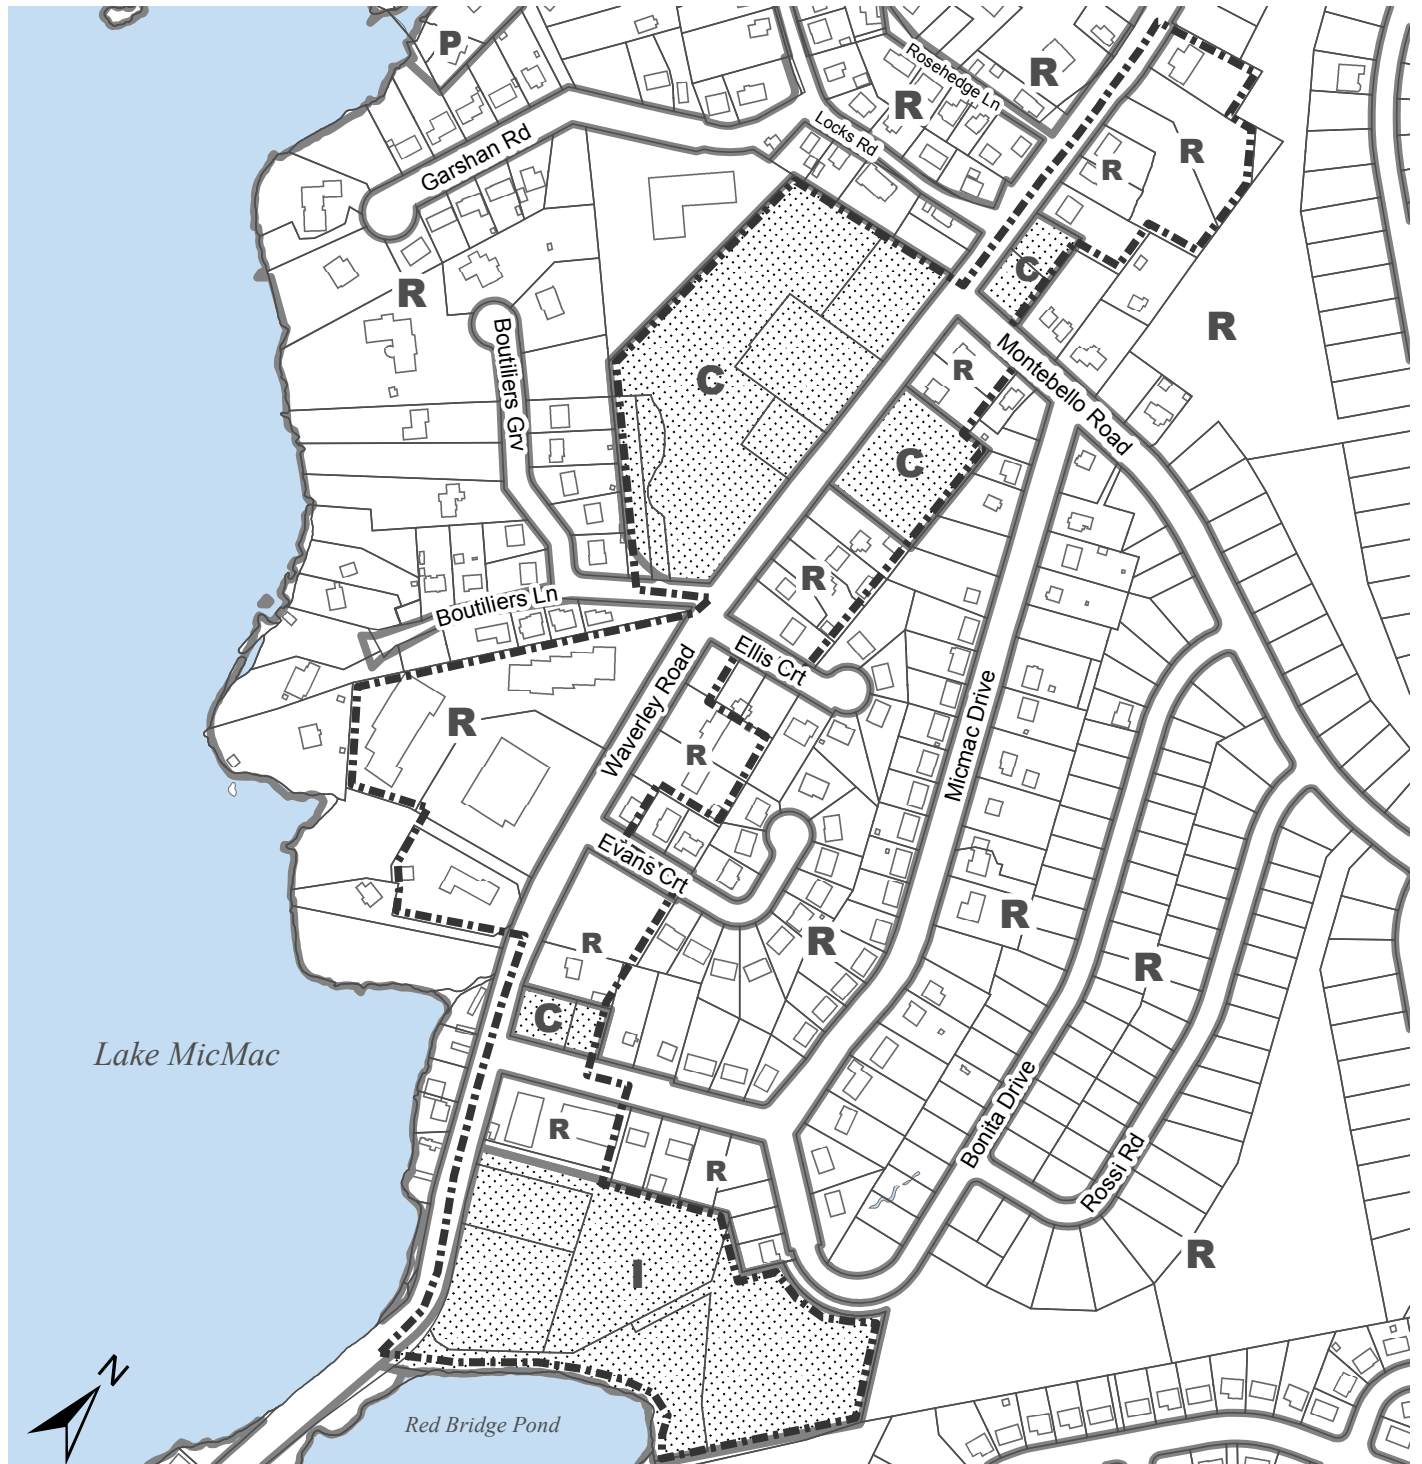 P
R
Rosehedge Ln
R
Locks Rd
Garshan Rd
R
R
C
R
R
Montebello Road
R
C
Boutiliers Grv
C
R
Boutiliers Ln
Ellis Crt
Waverley Road
Micmac Drive
R
R
Evans Crt
R
R
R
R
C
Lake MicMac
Bonita Drive
R
R
Rossi Rd
R
I
N
Red Bridge Pond